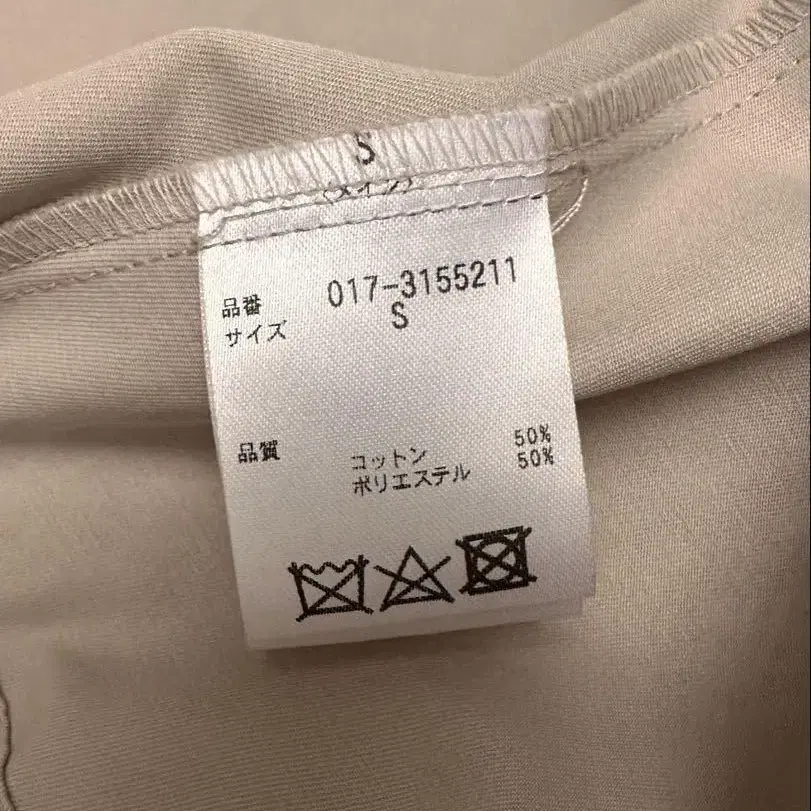 S
品番 017-3155211
サイズ S
品質 コットン 50%
ポリエステル 50%